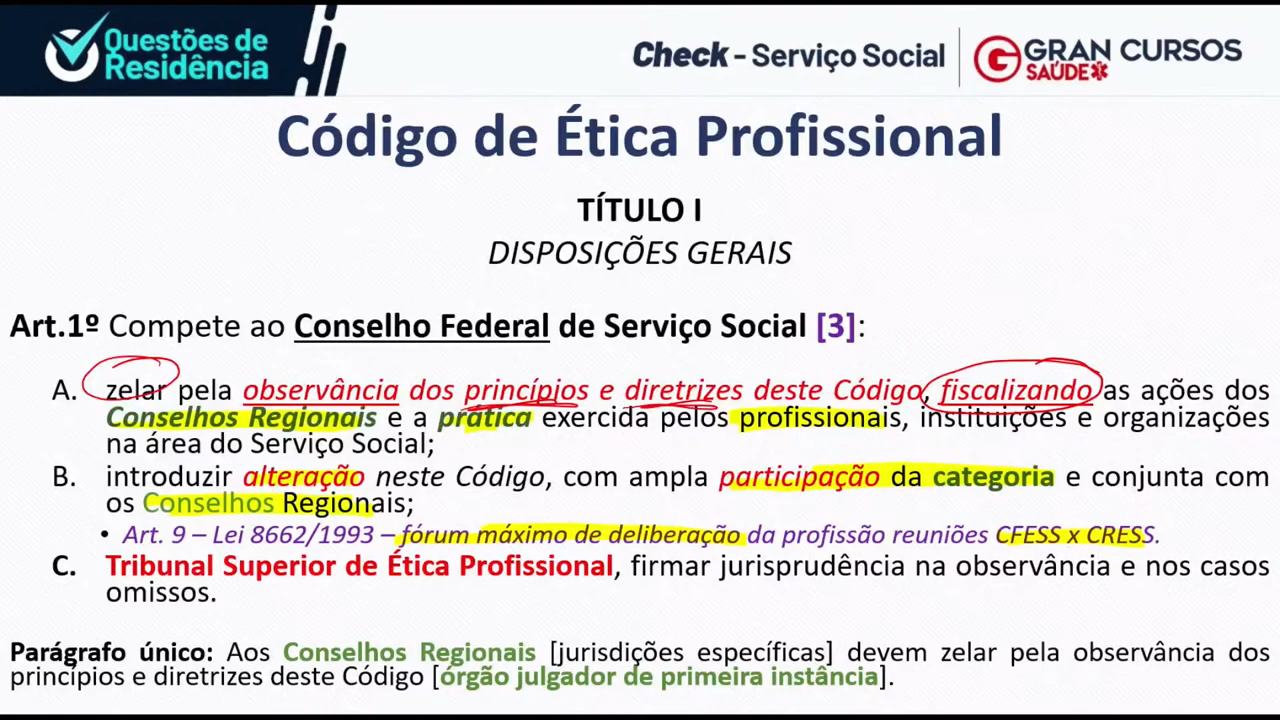 Questões de
Residência
Check - Serviço Social
GRAN CURSOS
SAÚDE
Código de Ética Profissional
TÍTULO I
DISPOSIÇÕES GERAIS
Art.1º Compete ao Conselho Federal de Serviço Social [3]:
A. zelar pela observância dos princípios e diretrizes deste Código, fiscalizando as ações dos
Conselhos Regionais e a prática exercida pelos profissionais, instituições e organizações
na área do Serviço Social;
B. introduzir alteração neste Código, com ampla participação da categoria e conjunta com
os Conselhos Regionais;
• Art. 9 – Lei 8662/1993 – fórum máximo de deliberação da profissão reuniões CFESS x CRESS.
C. Tribunal Superior de Ética Profissional, firmar jurisprudência na observância e nos casos
omissos.
Parágrafo único: Aos Conselhos Regionais [jurisdições específicas] devem zelar pela observância dos
princípios e diretrizes deste Código [órgão julgador de primeira instância].